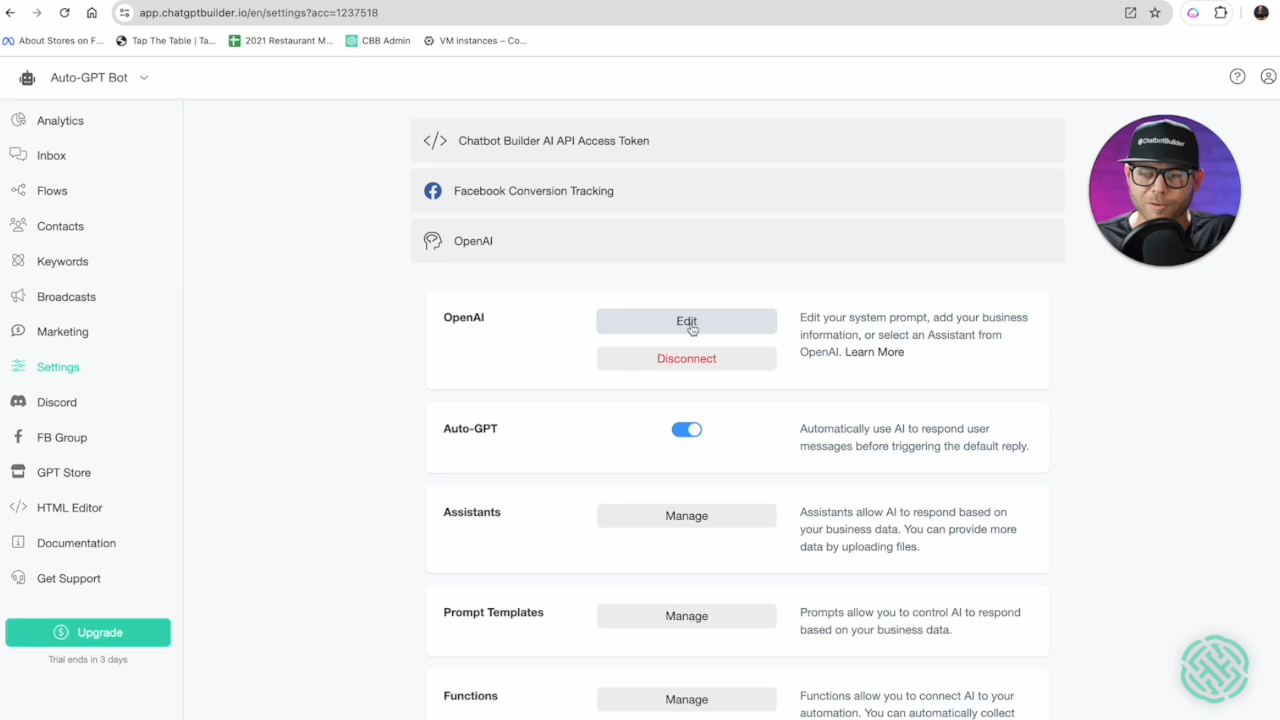 app.chatgptbuilder.io/en/settings?acc=1237518
About Stores on F...
Tap The Table | Ta...
2021 Restaurant M...
CBB Admin
VM instances – Co...
Auto-GPT Bot
Analytics
Inbox
Flows
Contacts
Keywords
Broadcasts
Marketing
Settings
Discord
FB Group
GPT Store
HTML Editor
Documentation
Get Support
Upgrade
Trial ends in 3 days
Chatbot Builder AI API Access Token
Facebook Conversion Tracking
OpenAI
OpenAI
Edit
Disconnect
Edit your system prompt, add your business
information, or select an Assistant from
OpenAI. Learn More
Auto-GPT
Automatically use AI to respond user
messages before triggering the default reply.
Assistants
Manage
Assistants allow AI to respond based on
your business data. You can provide more
data by uploading files.
Prompt Templates
Manage
Prompts allow you to control AI to respond
based on your business data.
Functions
Manage
Functions allow you to connect AI to your
automation. You can automatically collect
ChatbotBuilder